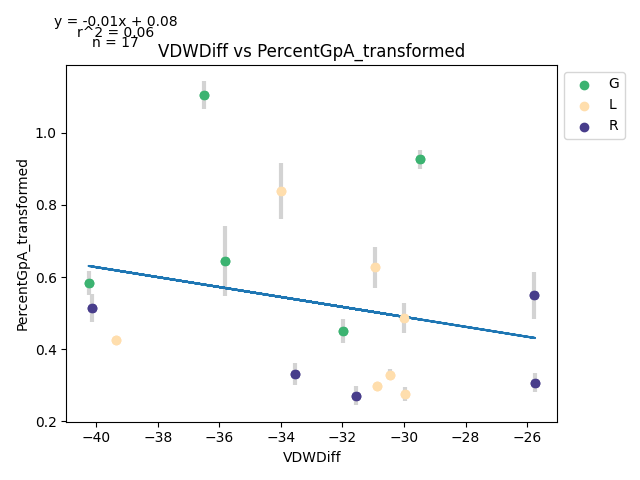 y = -0.01x + 0.08
r^2 = 0.06
n = 17
VDWDiff vs PercentGpA_transformed
G
L
R
PercentGpA_transformed
1.0
0.8
0.6
0.4
0.2
−40 −38 −36 −34 −32 −30 −28 −26
VDWDiff